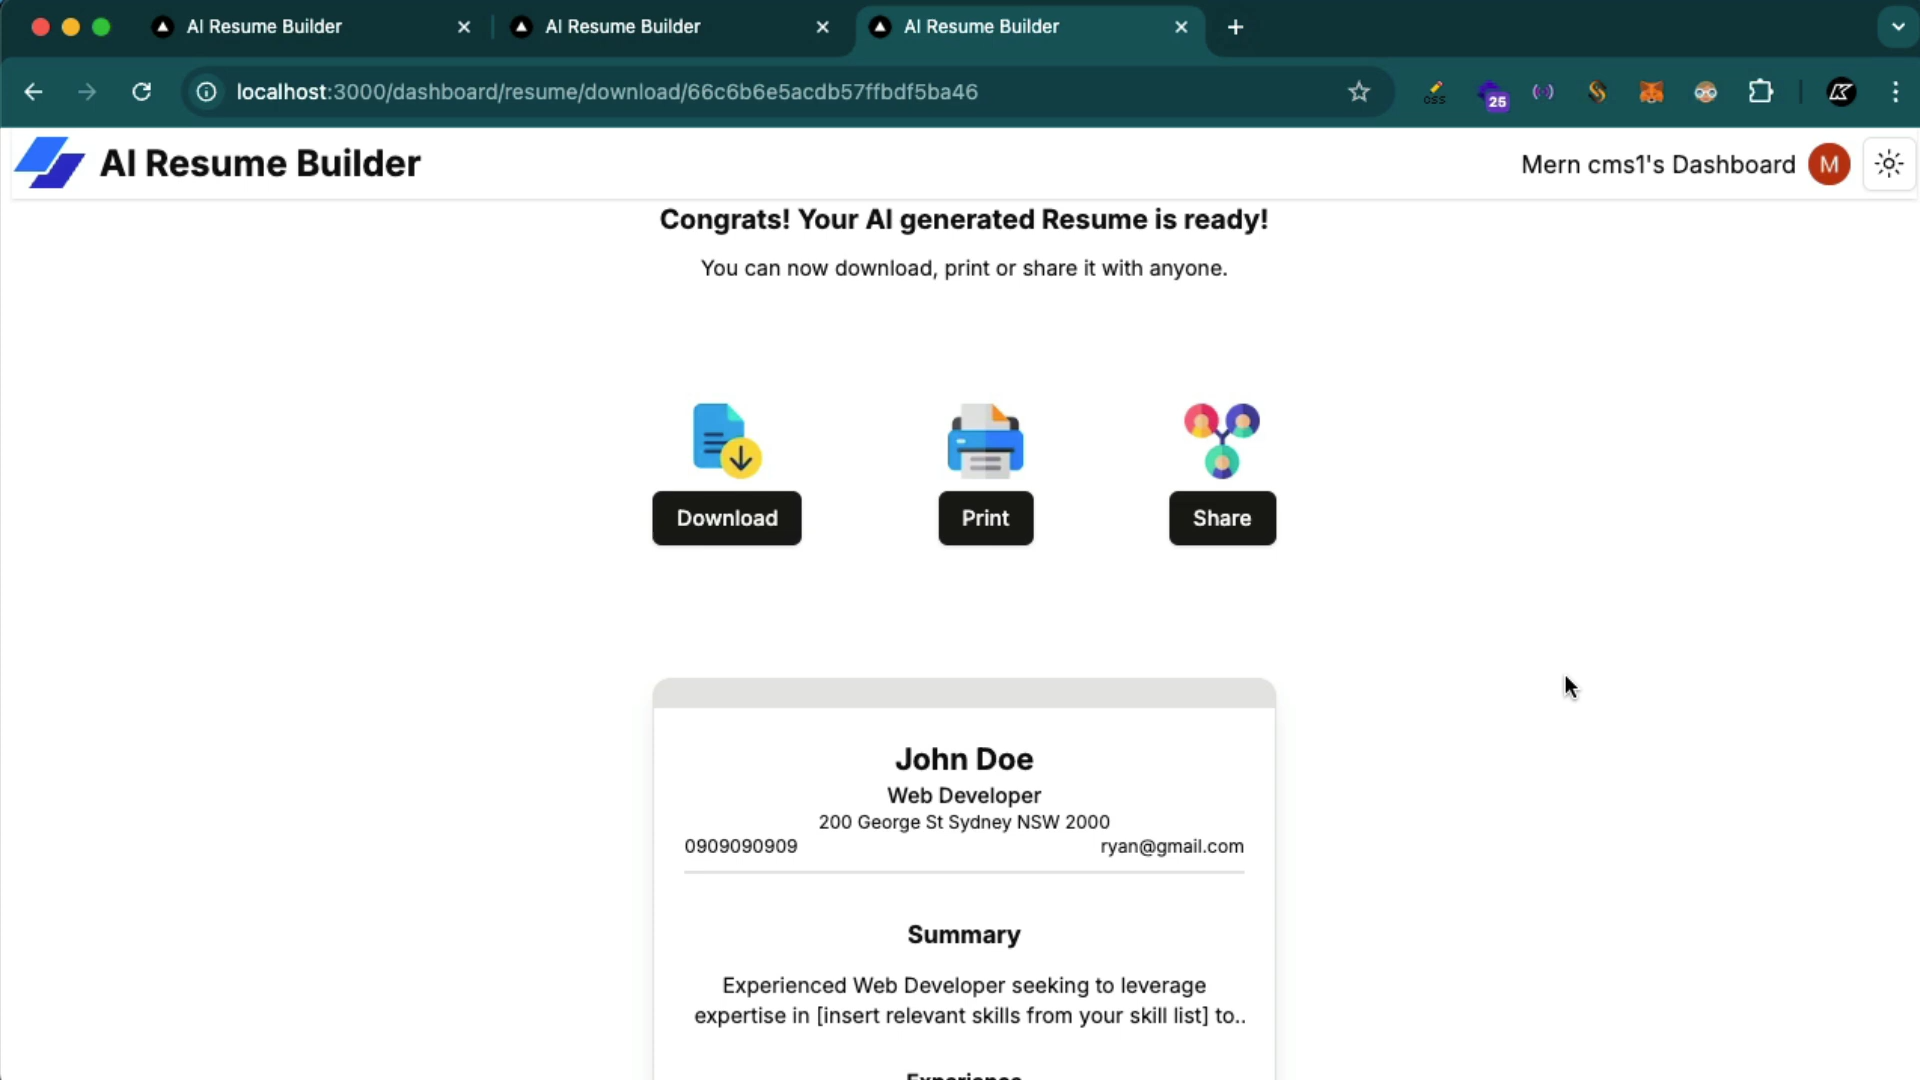 AI Resume Builder
AI Resume Builder
AI Resume Builder
localhost:3000/dashboard/resume/download/66c6b6e5acdb57ffbdf5ba46
css
25
AI Resume Builder
Mern cms1's Dashboard
M
Congrats! Your AI generated Resume is ready!
You can now download, print or share it with anyone.
Download
Print
Share
John Doe
Web Developer
200 George St Sydney NSW 2000
0909090909
ryan@gmail.com
Summary
Experienced Web Developer seeking to leverage
expertise in [insert relevant skills from your skill list] to..
Experience